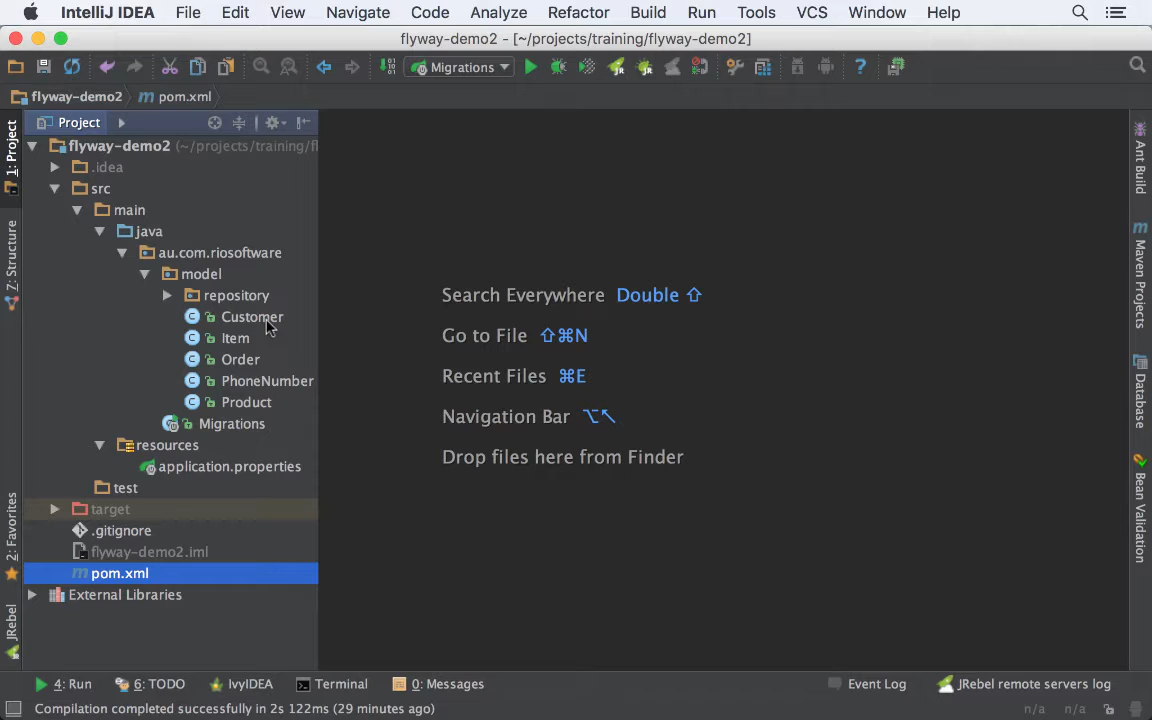 IntelliJ IDEA File Edit View Navigate Code Analyze Refactor Build Run Tools VCS Window Help
flyway-demo2 - [~/projects/training/flyway-demo2]
Migrations
flyway-demo2 pom.xml
Project
flyway-demo2 (~/projects/training/fl
.idea
src
main
java
au.com.riosoftware
model
repository
Customer
Item
Order
PhoneNumber
Product
Migrations
resources
application.properties
test
target
.gitignore
flyway-demo2.iml
pom.xml
External Libraries
1: Project
Z: Structure
2: Favorites
JRebel
Search Everywhere Double ⇧
Go to File ⇧⌘N
Recent Files ⌘E
Navigation Bar ⌥↖
Drop files here from Finder
Ant Build
Maven Projects
Database
Bean Validation
4: Run 6: TODO IvyIDEA Terminal 0: Messages Event Log JRebel remote servers log
Compilation completed successfully in 2s 122ms (29 minutes ago) n/a n/a